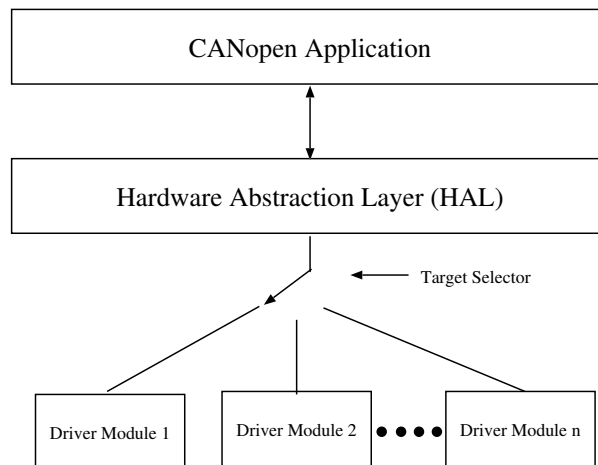 CANopen Application
Hardware Abstraction Layer (HAL)
Target Selector
Driver Module 1
Driver Module 2
Driver Module n